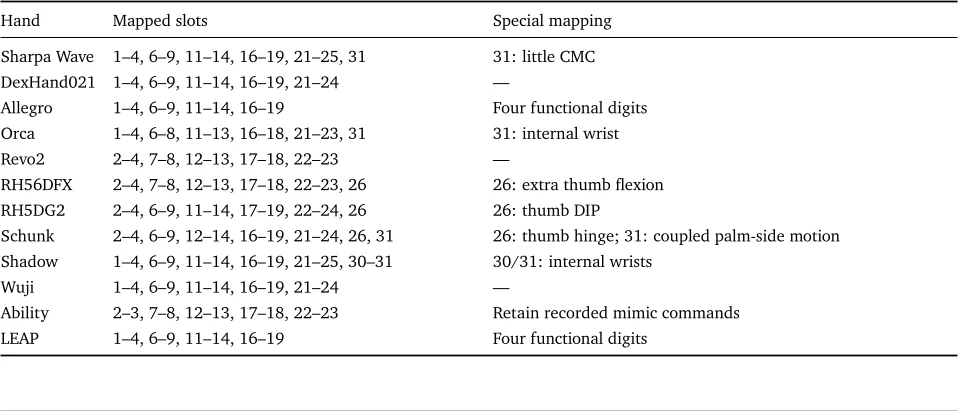 Hand Mapped slots Special mapping
Sharpa Wave 1–4, 6–9, 11–14, 16–19, 21–25, 31 31: little CMC
DexHand021 1–4, 6–9, 11–14, 16–19, 21–24 —
Allegro 1–4, 6–9, 11–14, 16–19 Four functional digits
Orca 1–4, 6–8, 11–13, 16–18, 21–23, 31 31: internal wrist
Revo2 2–4, 7–8, 12–13, 17–18, 22–23 —
RH56DFX 2–4, 7–8, 12–13, 17–18, 22–23, 26 26: extra thumb flexion
RH5DG2 2–4, 6–9, 11–14, 17–19, 22–24, 26 26: thumb DIP
Schunk 2–4, 6–9, 12–14, 16–19, 21–24, 26, 31 26: thumb hinge; 31: coupled palm-side motion
Shadow 1–4, 6–9, 11–14, 16–19, 21–25, 30–31 30/31: internal wrists
Wuji 1–4, 6–9, 11–14, 16–19, 21–24 —
Ability 2–3, 7–8, 12–13, 17–18, 22–23 Retain recorded mimic commands
LEAP 1–4, 6–9, 11–14, 16–19 Four functional digits